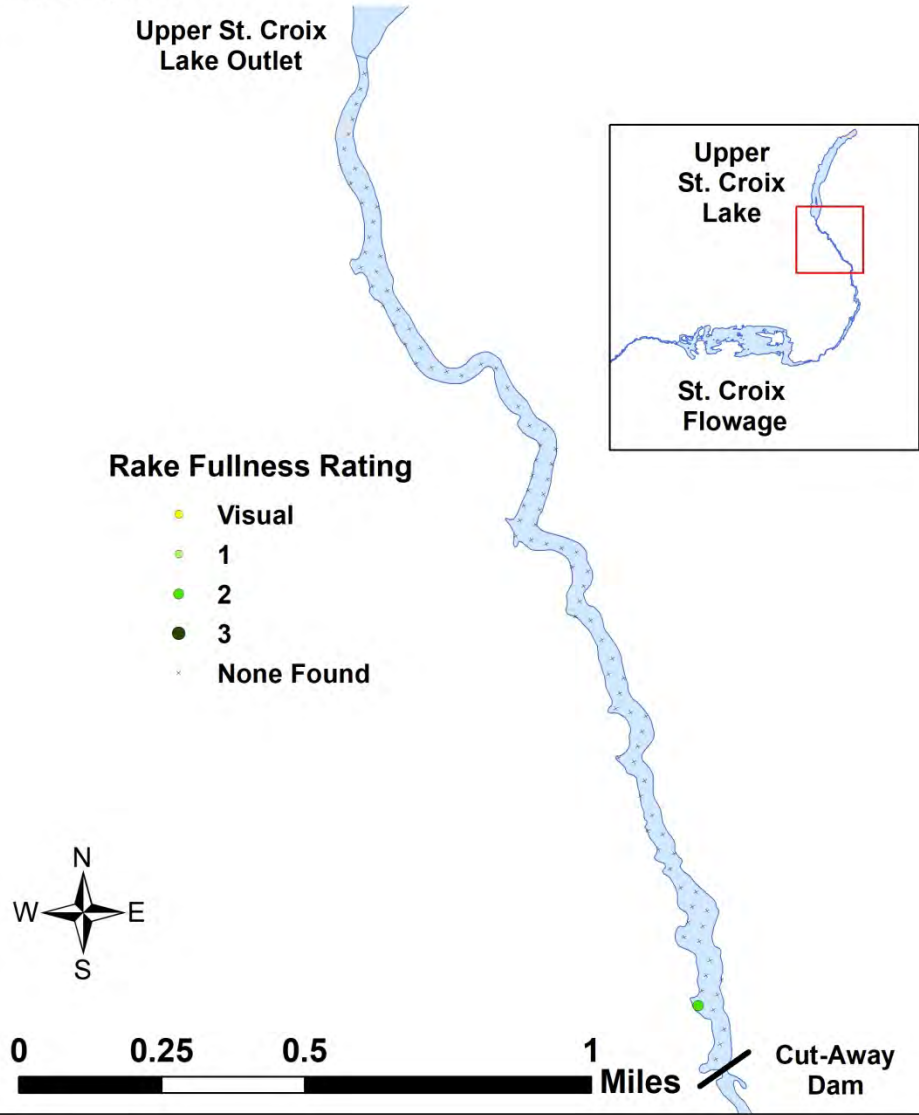 Upper St. Croix
Lake Outlet
Upper
St. Croix
Lake
St. Croix
Flowage
Rake Fullness Rating
Visual
1
2
3
None Found
N
W E
S
0 0.25 0.5 1
Miles
Cut-Away
Dam